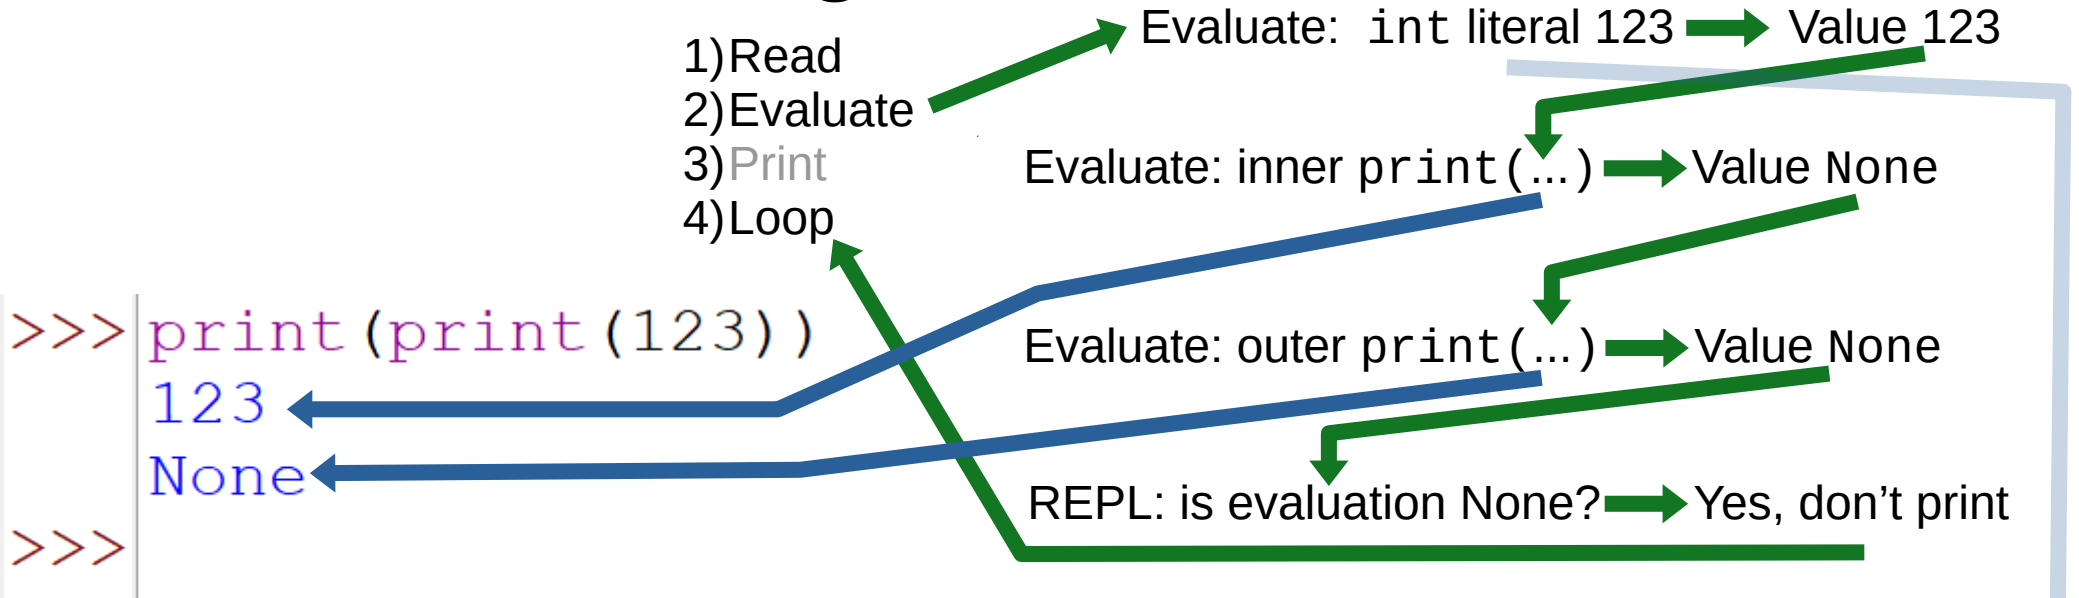 1)Read
2)Evaluate
3)Print
4)Loop
Evaluate: int literal 123 Value 123
Evaluate: inner print(...) Value None
Evaluate: outer print(...) Value None
REPL: is evaluation None? Yes, don’t print
>>> print(print(123))
123
None
>>>